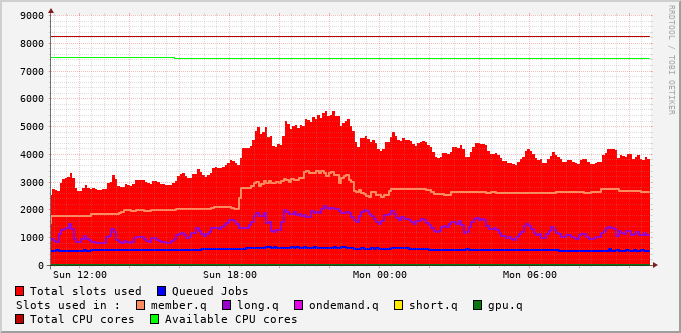 9000
8000
7000
6000
5000
4000
3000
2000
1000
0
Sun 12:00 Sun 18:00 Mon 00:00 Mon 06:00
RRDTOOL / TOBI OETIKER
Total slots used Queued Jobs
Slots used in : member.q long.q ondemand.q short.q gpu.q
Total CPU cores Available CPU cores